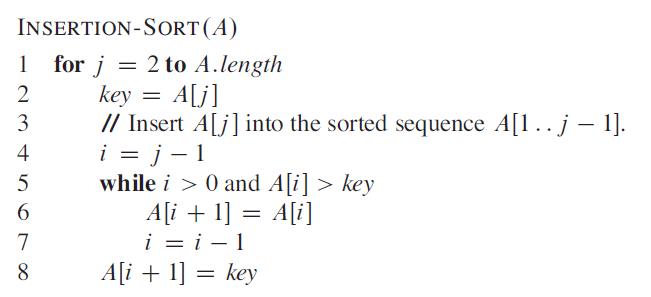 INSERTION-SORT(A)
1 for j = 2 to A.length
2 key = A[j]
3 // Insert A[j] into the sorted sequence A[1 . . j − 1].
4 i = j − 1
5 while i > 0 and A[i] > key
6 A[i + 1] = A[i]
7 i = i − 1
8 A[i + 1] = key